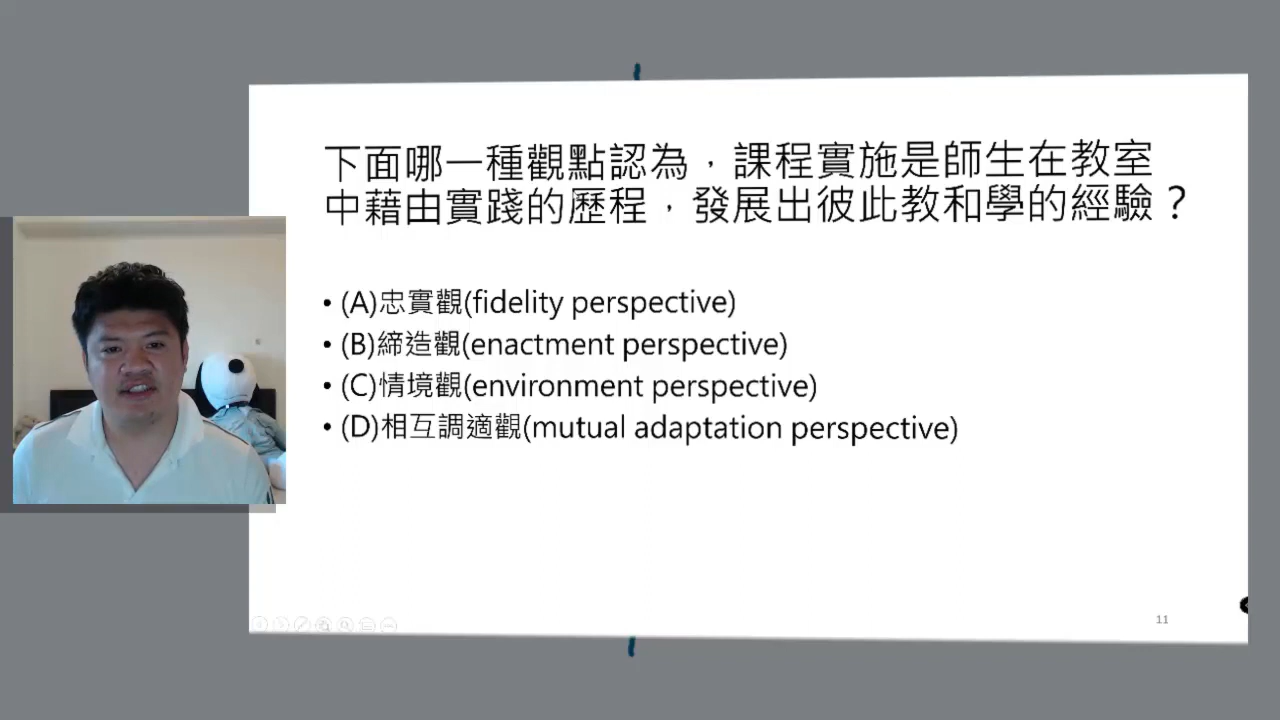 下面哪一種觀點認為，課程實施是師生在教室
中藉由實踐的歷程，發展出彼此教和學的經驗？
• (A)忠實觀(fidelity perspective)
• (B)締造觀(enactment perspective)
• (C)情境觀(environment perspective)
• (D)相互調適觀(mutual adaptation perspective)
11